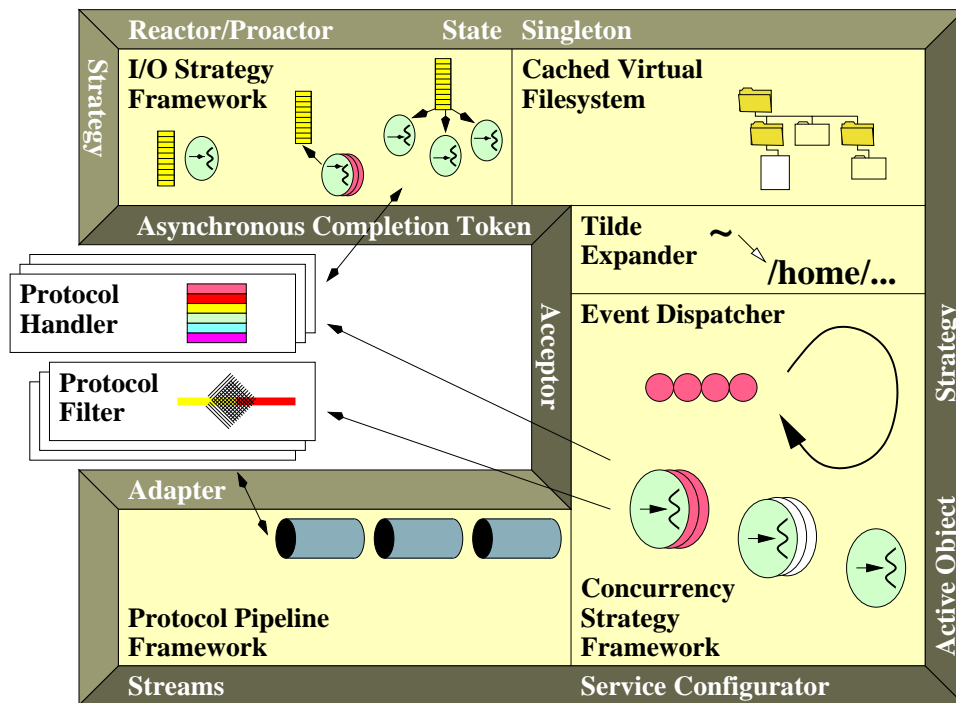 Reactor/Proactor State Singleton
Strategy
I/O Strategy
Framework
Cached Virtual
Filesystem
Asynchronous Completion Token
Tilde
Expander
~
/home/...
Protocol
Handler
Acceptor
Event Dispatcher
Strategy
Protocol
Filter
Adapter
Active Object
Protocol Pipeline
Framework
Concurrency
Strategy
Framework
Streams
Service Configurator